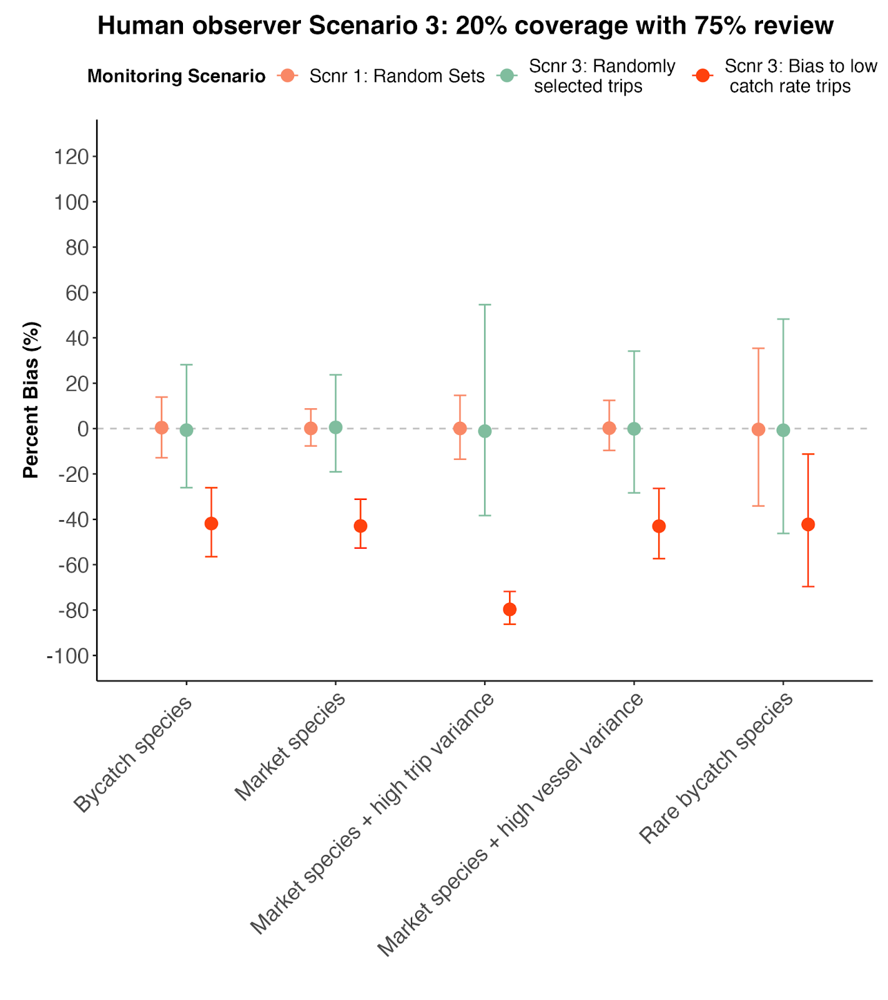 Human observer Scenario 3: 20% coverage with 75% review
Monitoring Scenario
Scnr 1: Random Sets
Scnr 3: Randomly
selected trips
Scnr 3: Bias to low
catch rate trips
Percent Bias (%)
120
100
80
60
40
20
0
-20
-40
-60
-80
-100
Bycatch species
Market species
Market species + high trip variance
Market species + high vessel variance
Rare bycatch species